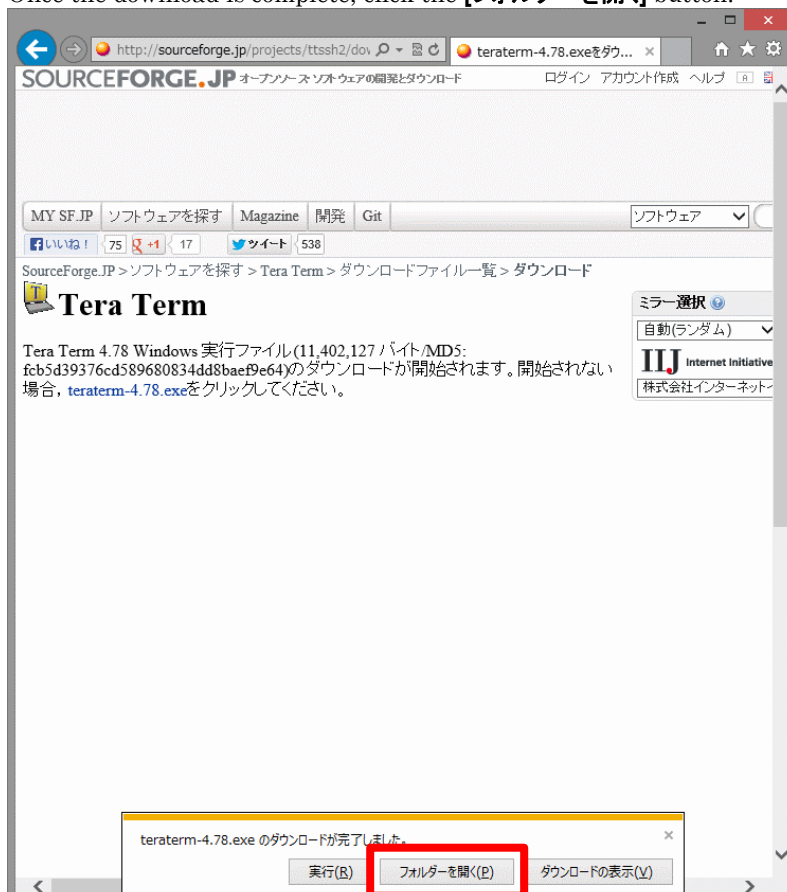 Once the download is complete, click the [フォルダーを開く] button.
http://sourceforge.jp/projects/ttssh2/dov
teraterm-4.78.exeをダウ...
SOURCEFORGE.JP オープンソース・ソフトウェアの開発とダウンロード
ログイン アカウント作成 ヘルプ A
MY SF.JP ソフトウェアを探す Magazine 開発 Git
ソフトウェア
いいね! 75 +1 17 ツイート 538
SourceForge.JP > ソフトウェアを探す > Tera Term > ダウンロードファイル一覧 > ダウンロード
Tera Term
ミラー選択
自動(ランダム)
Tera Term 4.78 Windows 実行ファイル(11,402,127 バイト/MD5:
fcb5d39376cd589680834dd8baef9e64)のダウンロードが開始されます。開始されない
場合, teraterm-4.78.exeをクリックしてください。
IIJ Internet Initiative
株式会社インターネット
teraterm-4.78.exe のダウンロードが完了しました。
実行(R) フォルダーを開く(P) ダウンロードの表示(V)